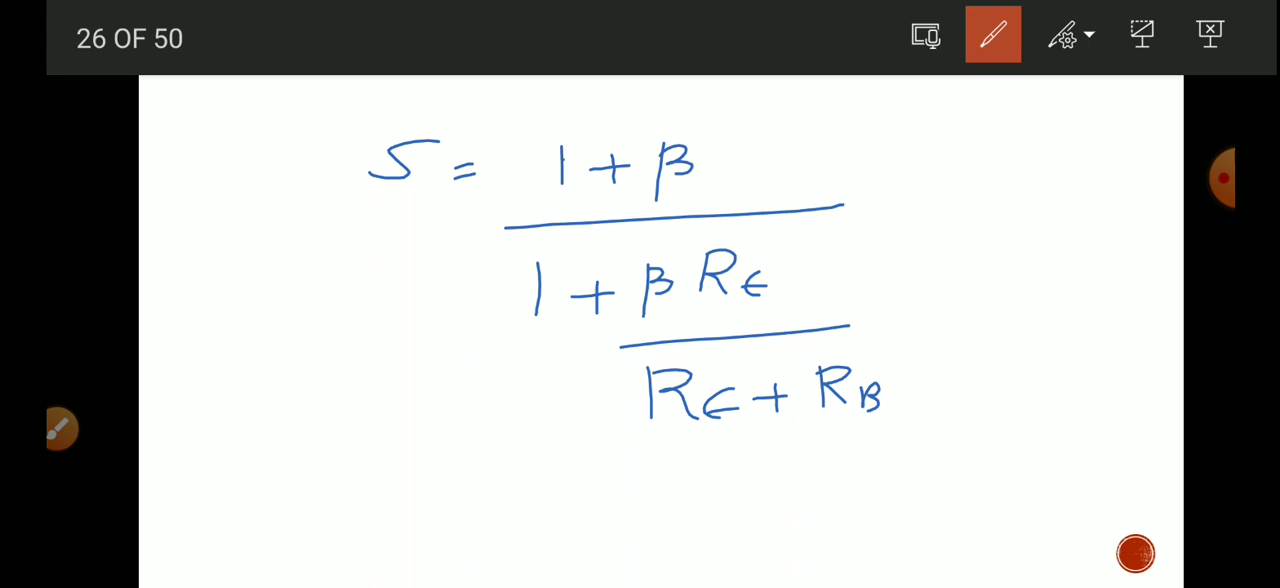 26 OF 50
S = 1 + β
1 + β RE
RE + RB